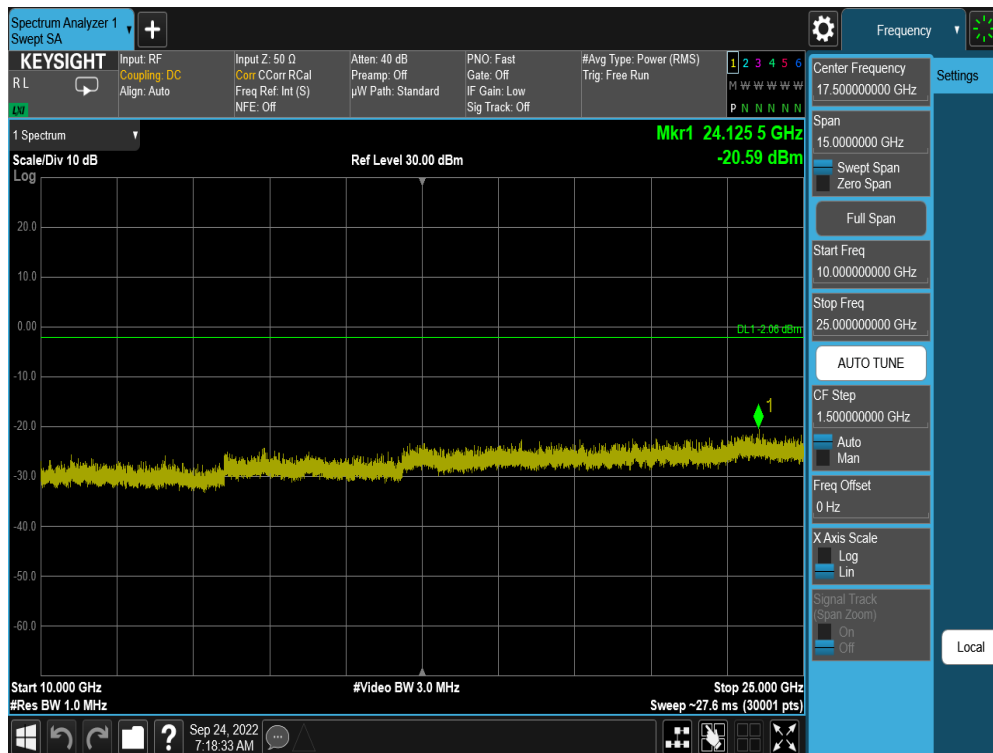 Spectrum Analyzer 1
Swept SA
+
Frequency
KEYSIGHT
R L
LXI
Input: RF
Coupling: DC
Align: Auto
Input Z: 50 Ω
Corr CCorr RCal
Freq Ref: Int (S)
NFE: Off
Atten: 40 dB
Preamp: Off
µW Path: Standard
PNO: Fast
Gate: Off
IF Gain: Low
Sig Track: Off
#Avg Type: Power (RMS)
Trig: Free Run
1 2 3 4 5 6
M W W W W W
P N N N N N
1 Spectrum
Mkr1 24.125 5 GHz
Scale/Div 10 dB
Ref Level 30.00 dBm
-20.59 dBm
Log
20.0
10.0
0.00
DL1 -2.06 dBm
-10.0
1
-20.0
-30.0
-40.0
-50.0
-60.0
Start 10.000 GHz
#Video BW 3.0 MHz
Stop 25.000 GHz
#Res BW 1.0 MHz
Sweep ~27.6 ms (30001 pts)
Center Frequency
17.500000000 GHz
Settings
Span
15.0000000 GHz
Swept Span
Zero Span
Full Span
Start Freq
10.000000000 GHz
Stop Freq
25.000000000 GHz
AUTO TUNE
CF Step
1.500000000 GHz
Auto
Man
Freq Offset
0 Hz
X Axis Scale
Log
Lin
Signal Track
(Span Zoom)
On
Off
Local
?
Sep 24, 2022
7:18:33 AM